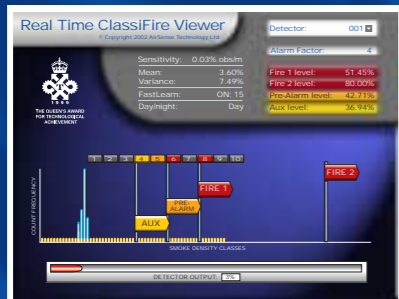 Real Time ClassiFire Viewer
© Copyright 2002 AirSense Technology Ltd
Detector: 001
Alarm Factor: 4
Sensitivity: 0.03% obs/m
Mean: 3.60%
Variance: 7.49%
FastLearn: ON: 15
Day/night: Day
Fire 1 level: 51.45%
Fire 2 level: 80.00%
Pre-Alarm level: 42.71%
Aux level: 36.94%
1999
THE QUEEN'S AWARD
FOR TECHNOLOGICAL
ACHIEVEMENT
1 2 3 4 5 6 7 8 9 10
FIRE 2
FIRE 1
PRE-
ALARM
AUX
COUNT FREQUENCY
SMOKE DENSITY CLASSES
DETECTOR OUTPUT: 3%